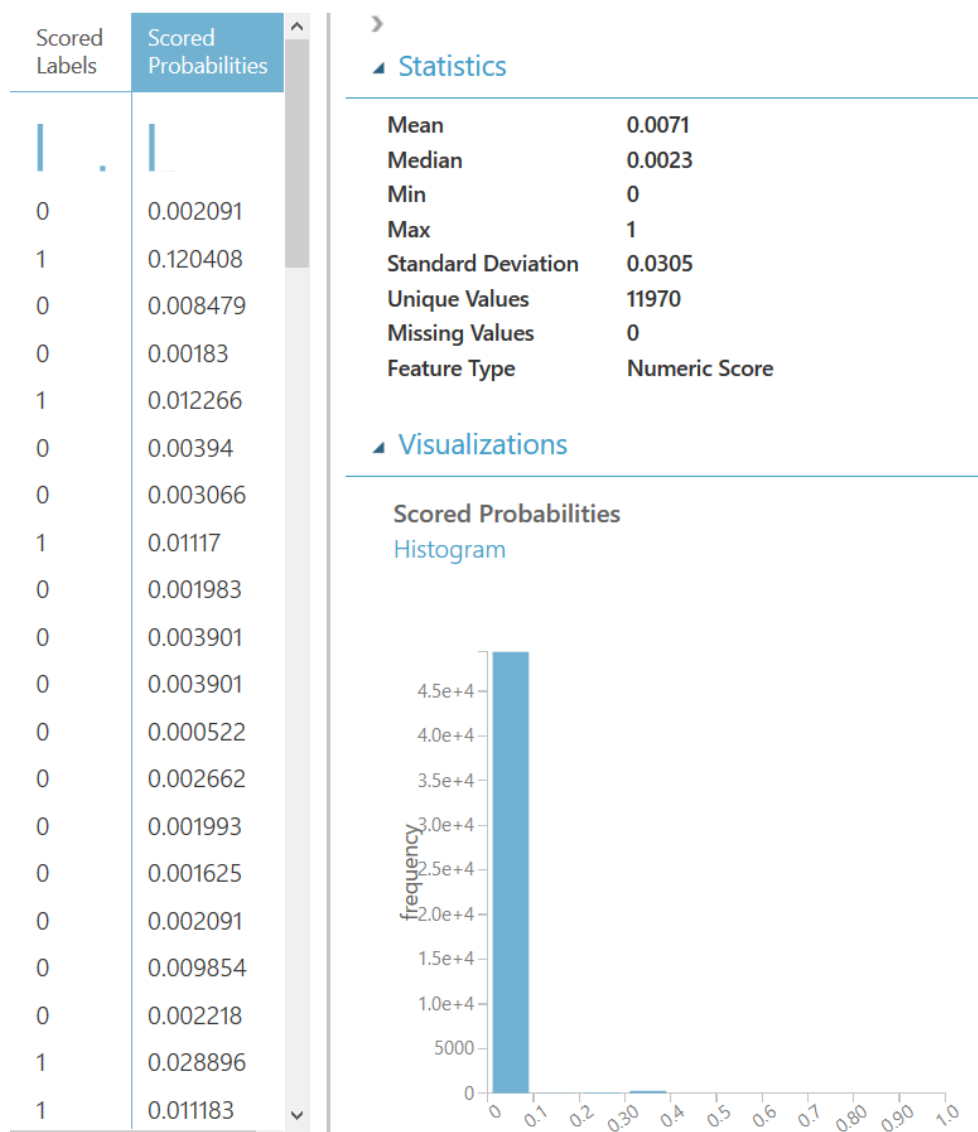 Scored Labels
Scored Probabilities
0 0.002091
1 0.120408
0 0.008479
0 0.00183
1 0.012266
0 0.00394
0 0.003066
1 0.01117
0 0.001983
0 0.003901
0 0.003901
0 0.000522
0 0.002662
0 0.001993
0 0.001625
0 0.002091
0 0.009854
0 0.002218
1 0.028896
1 0.011183
Statistics
Mean 0.0071
Median 0.0023
Min 0
Max 1
Standard Deviation 0.0305
Unique Values 11970
Missing Values 0
Feature Type Numeric Score
Visualizations
Scored Probabilities
Histogram
frequency
4.5e+4
4.0e+4
3.5e+4
3.0e+4
2.5e+4
2.0e+4
1.5e+4
1.0e+4
5000
0
0 0.1 0.2 0.30 0.4 0.5 0.6 0.7 0.80 0.90 1.0